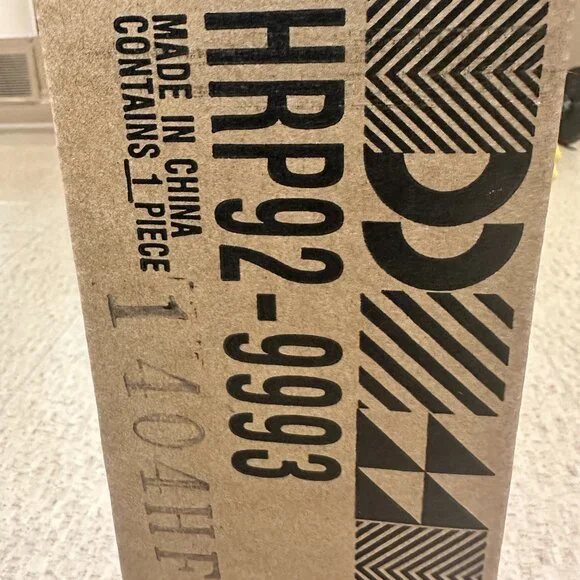 HRP92-9993
MADE IN CHINA
CONTAINS 1 PIECE
1404HF